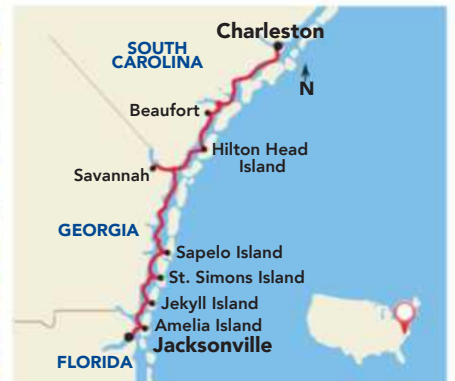 Charleston
SOUTH
CAROLINA
N
Beaufort
Hilton Head
Island
Savannah
GEORGIA
Sapelo Island
St. Simons Island
Jekyll Island
Amelia Island
Jacksonville
FLORIDA